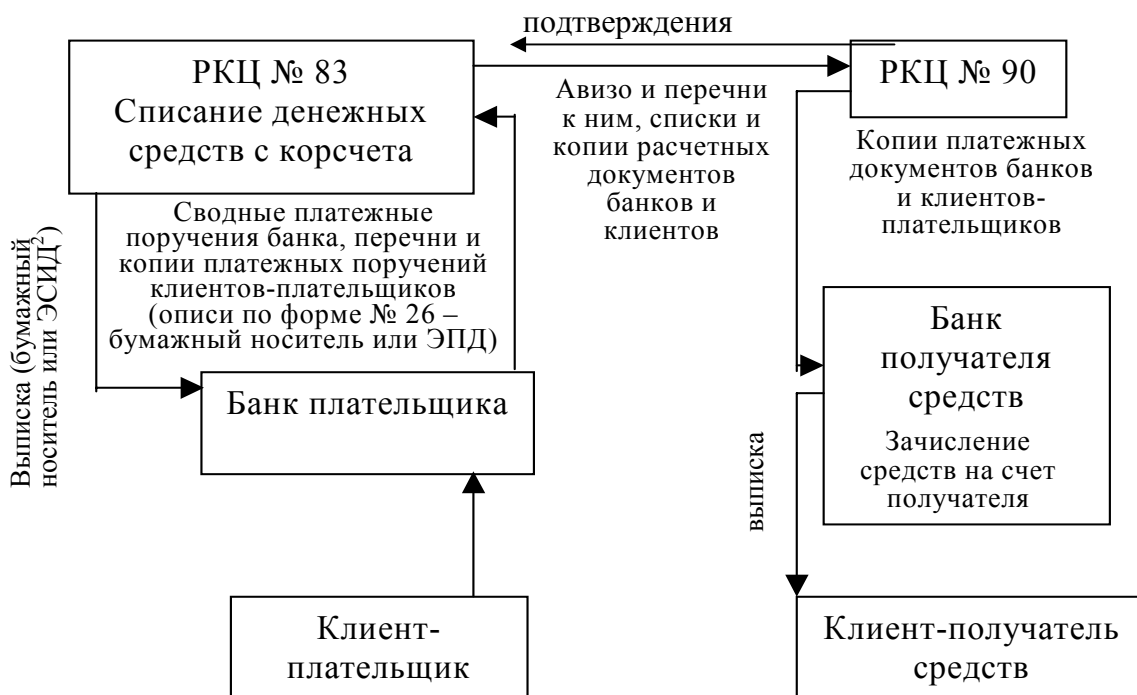 подтверждения
РКЦ № 83
Списание денежных
средств с корсчета
РКЦ № 90
Авизо и перечни
к ним, списки и
копии расчетных
документов
банков и
клиентов
Копии платежных
документов банков
и клиентов-
плательщиков
Сводные платежные
поручения банка, перечни и
копии платежных поручений
клиентов-плательщиков
(описи по форме № 26 –
бумажный носитель или ЭПД)
Выписка (бумажный
носитель или ЭСИД²)
Банк плательщика
Банк
получателя
средств
Зачисление
средств на счет
получателя
выписка
Клиент-
плательщик
Клиент-получатель
средств